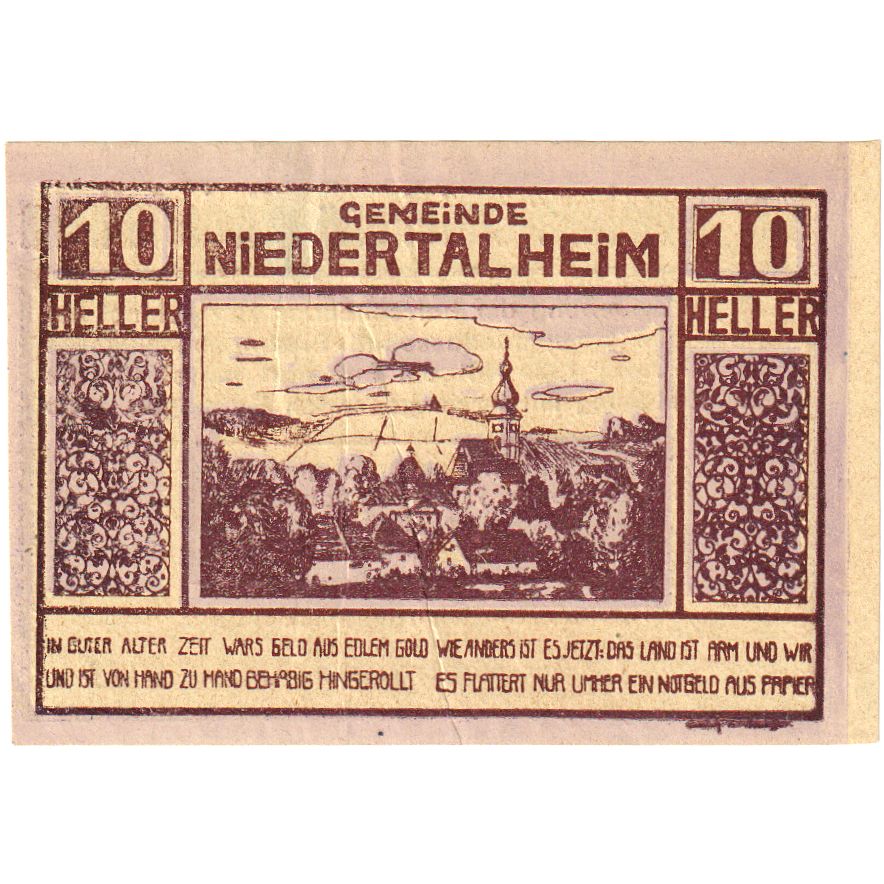 10
GEMEINDE
NIEDERTALHEIM
10
HELLER
HELLER
IN GUTER ALTER ZEIT WARS GELD AUS EDLEM GOLD
UND IST VON HAND ZU HAND BEHÄBIG HINGEROLLT
WIE ANDERS IST ES JETZT: DAS LAND IST ARM UND WIR
ES FLATTERT NUR UMHER EIN NOTGELD AUS PAPIER